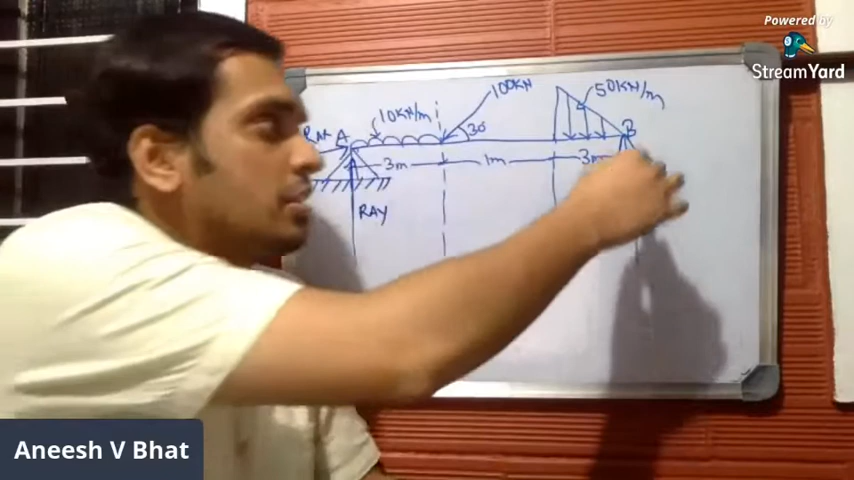 Powered by
StreamYard
100KN
50KN/m
10KN/m
30
RAX A
B
3m
1m
3m
RAY
Aneesh V Bhat